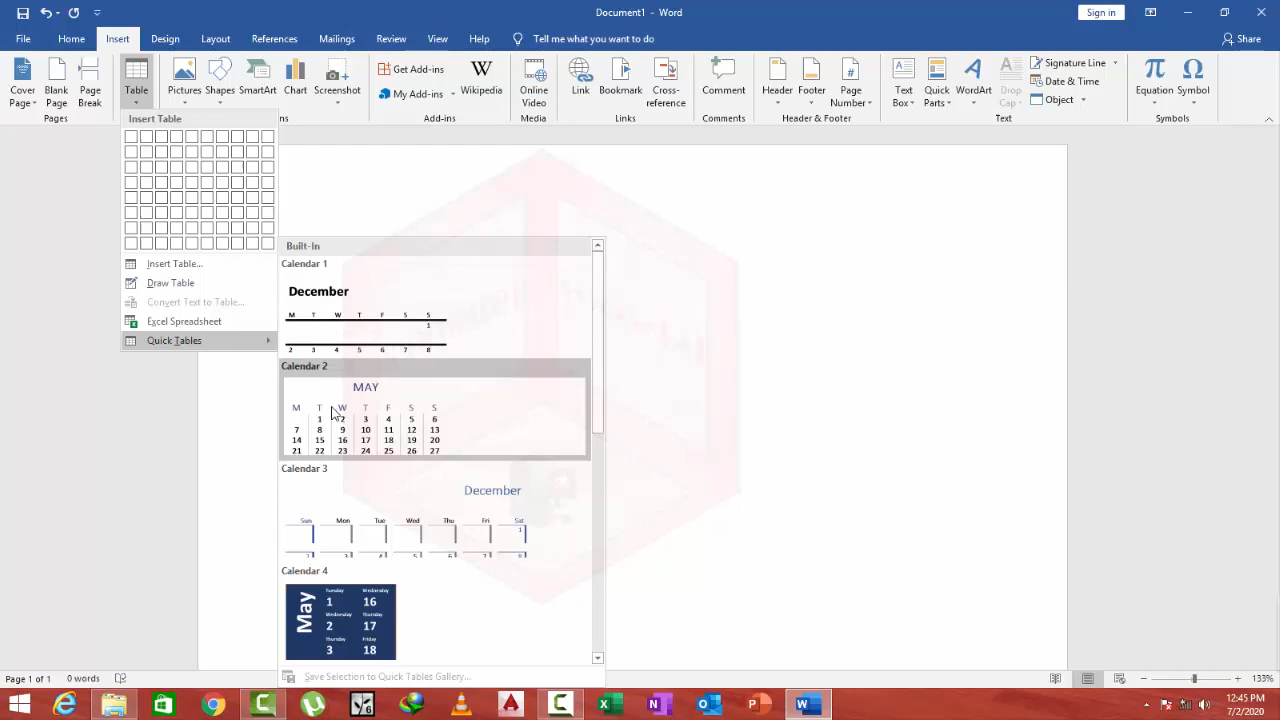 Document1 - Word
Sign in
File Home Insert Design Layout References Mailings Review View Help Tell me what you want to do Share
Cover Page
Blank Page
Page Break
Table
Pictures
Shapes
SmartArt
Chart
Screenshot
Get Add-ins
My Add-ins
Wikipedia
Online Video
Link
Bookmark
Cross-reference
Comment
Header
Footer
Page Number
Text Box
Quick Parts
WordArt
Drop Cap
Signature Line
Date & Time
Object
Equation
Symbol
Pages ns Add-ins Media Links Comments Header & Footer Text Symbols
Insert Table
Insert Table...
Draw Table
Convert Text to Table...
Excel Spreadsheet
Quick Tables
Built-In
Calendar 1
December
M T W T F S S
1
2 3 4 5 6 7 8
Calendar 2
MAY
M T W T F S S
1 2 3 4 5 6
7 8 9 10 11 12 13
14 15 16 17 18 19 20
21 22 23 24 25 26 27
Calendar 3
December
Sun Mon Tue Wed Thu Fri Sat
1
2 3 4 5 6 7 8
Calendar 4
May
Tuesday Wednesday
1 16
Wednesday Thursday
2 17
Thursday Friday
3 18
Save Selection to Quick Tables Gallery...
Page 1 of 1 0 words
133%
12:45 PM
7/2/2020